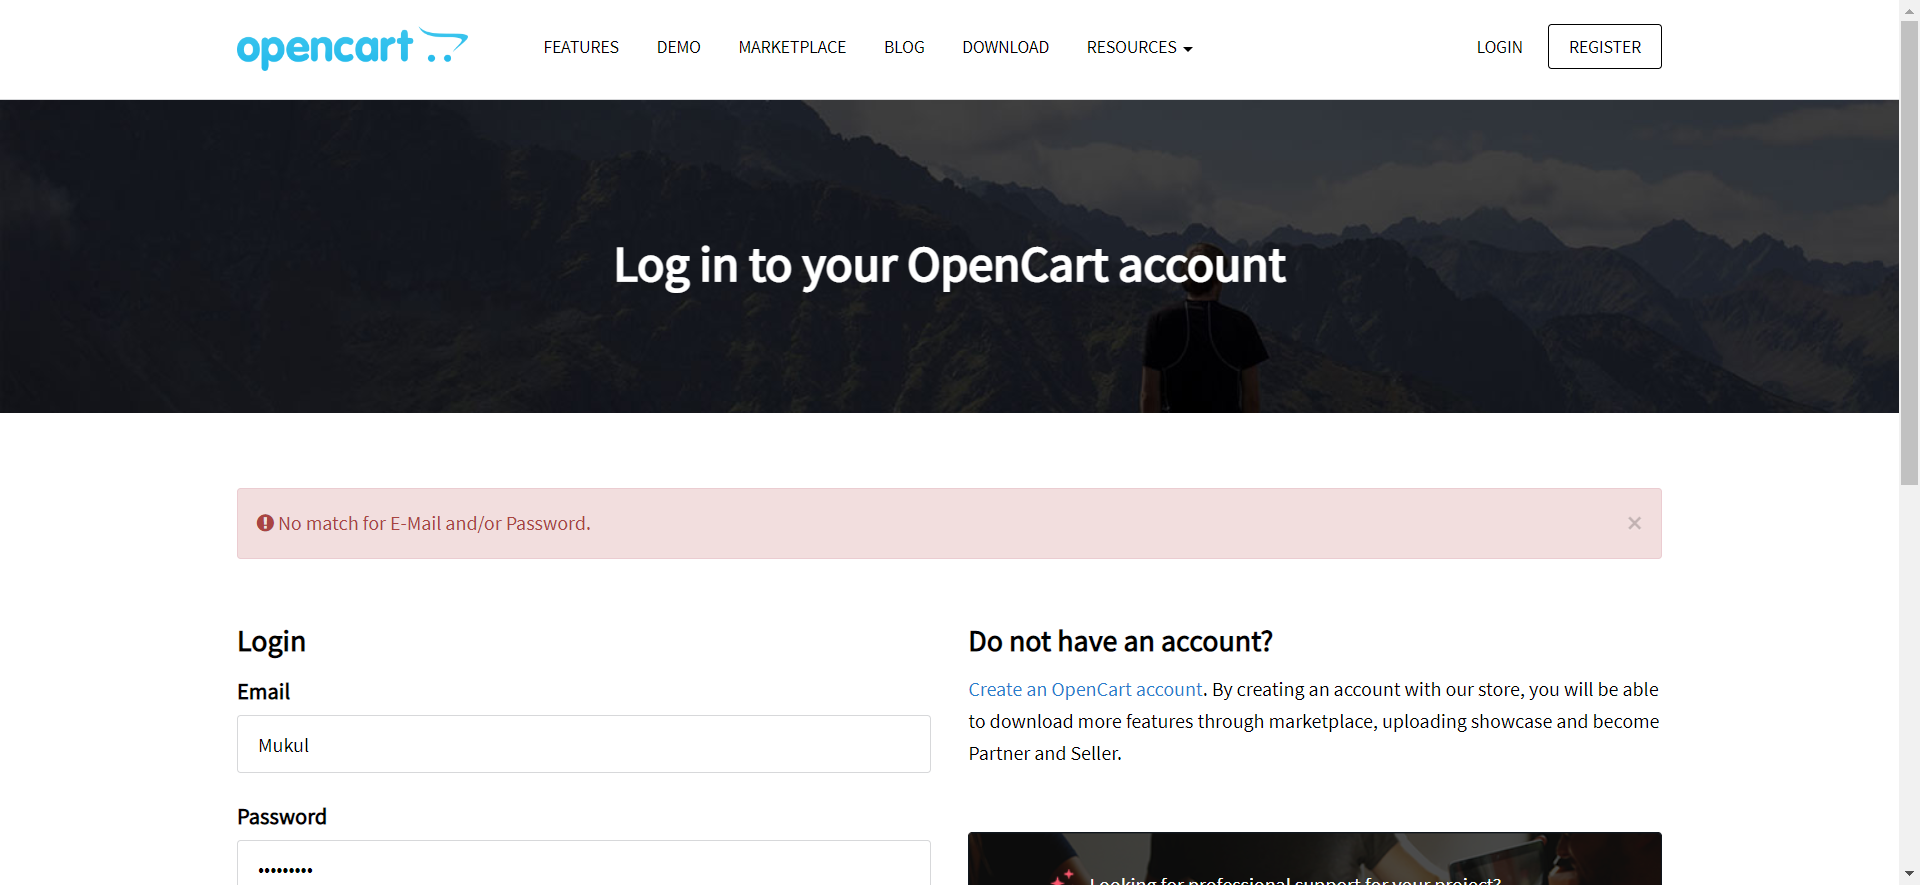 opencart
FEATURES DEMO MARKETPLACE BLOG DOWNLOAD RESOURCES LOGIN REGISTER
Log in to your OpenCart account
No match for E-Mail and/or Password. ×
Login
Email
Mukul
Password
•••••••••
Do not have an account?
Create an OpenCart account. By creating an account with our store, you will be able
to download more features through marketplace, uploading showcase and become
Partner and Seller.
Looking for professional support for your project?